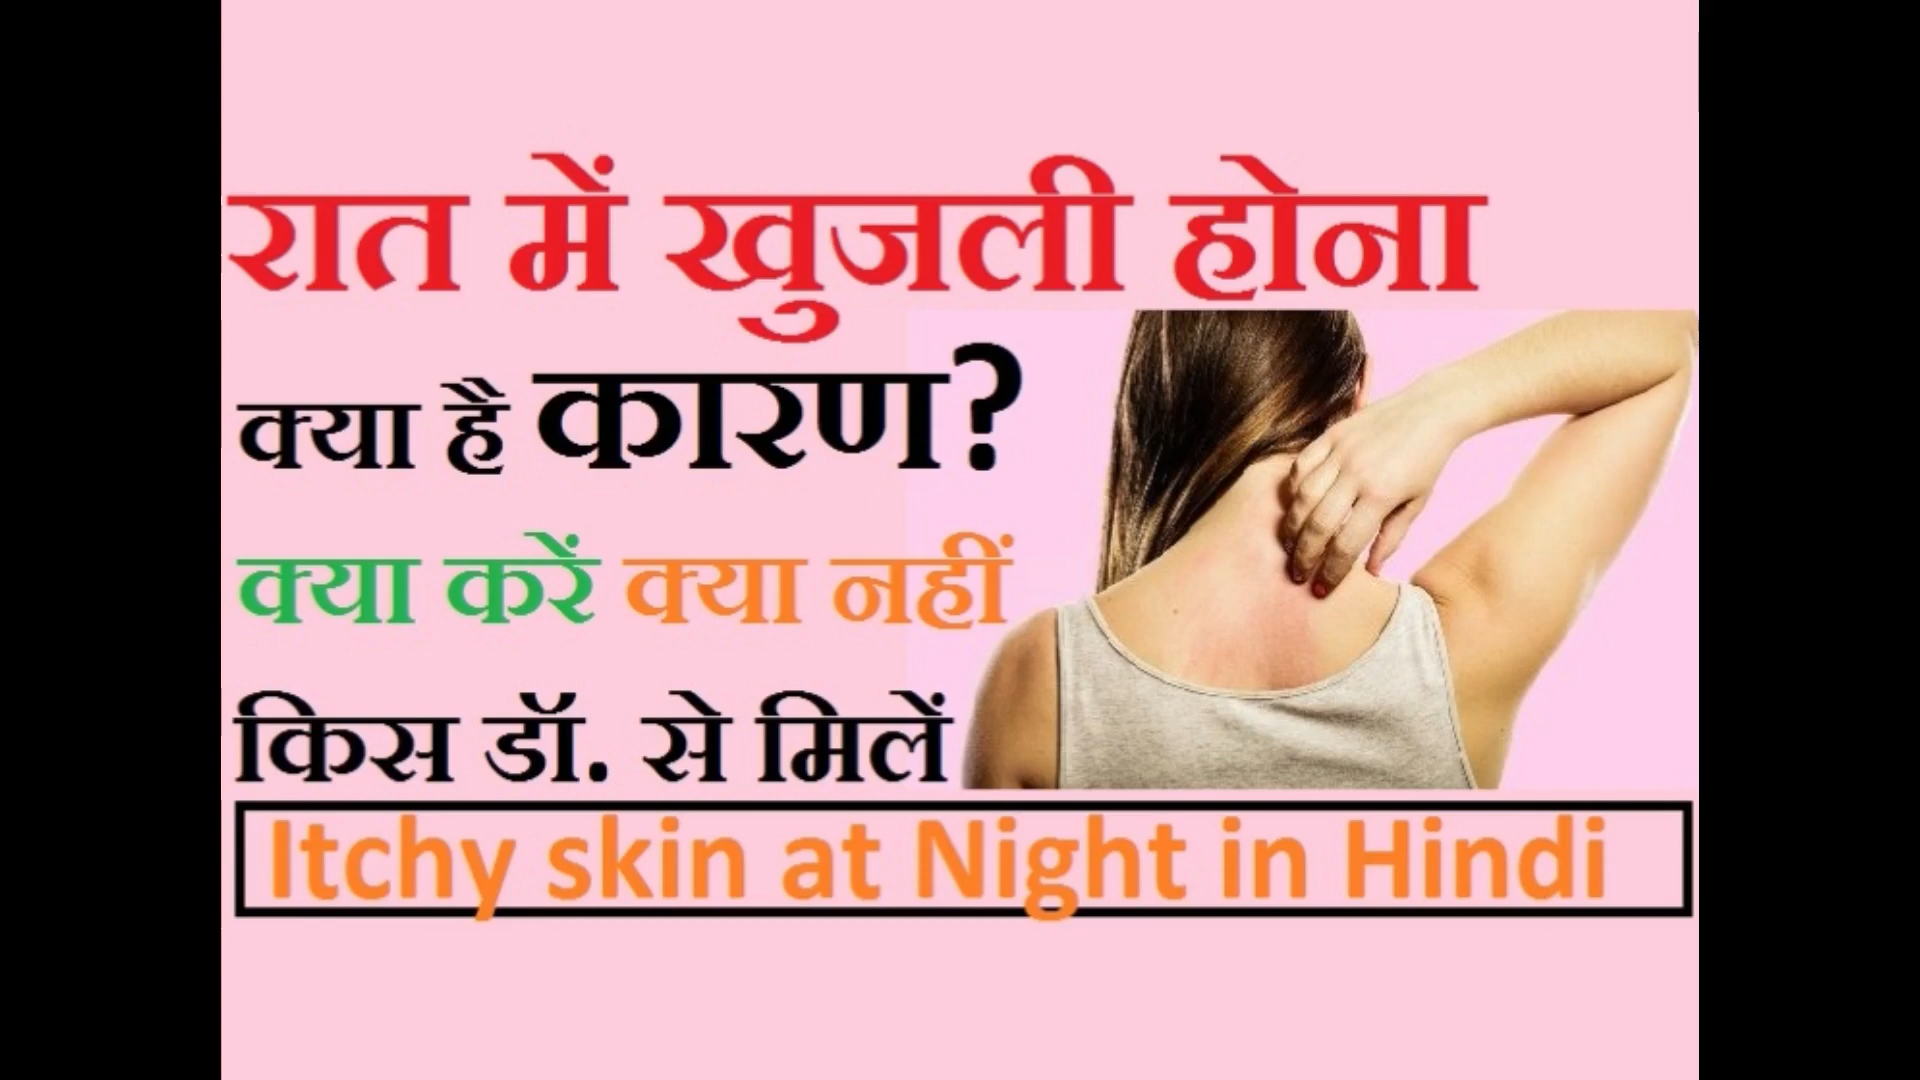 रात में खुजली होना
क्या है कारण?
क्या करें क्या नहीं
किस डॉ. से मिलें
Itchy skin at Night in Hindi